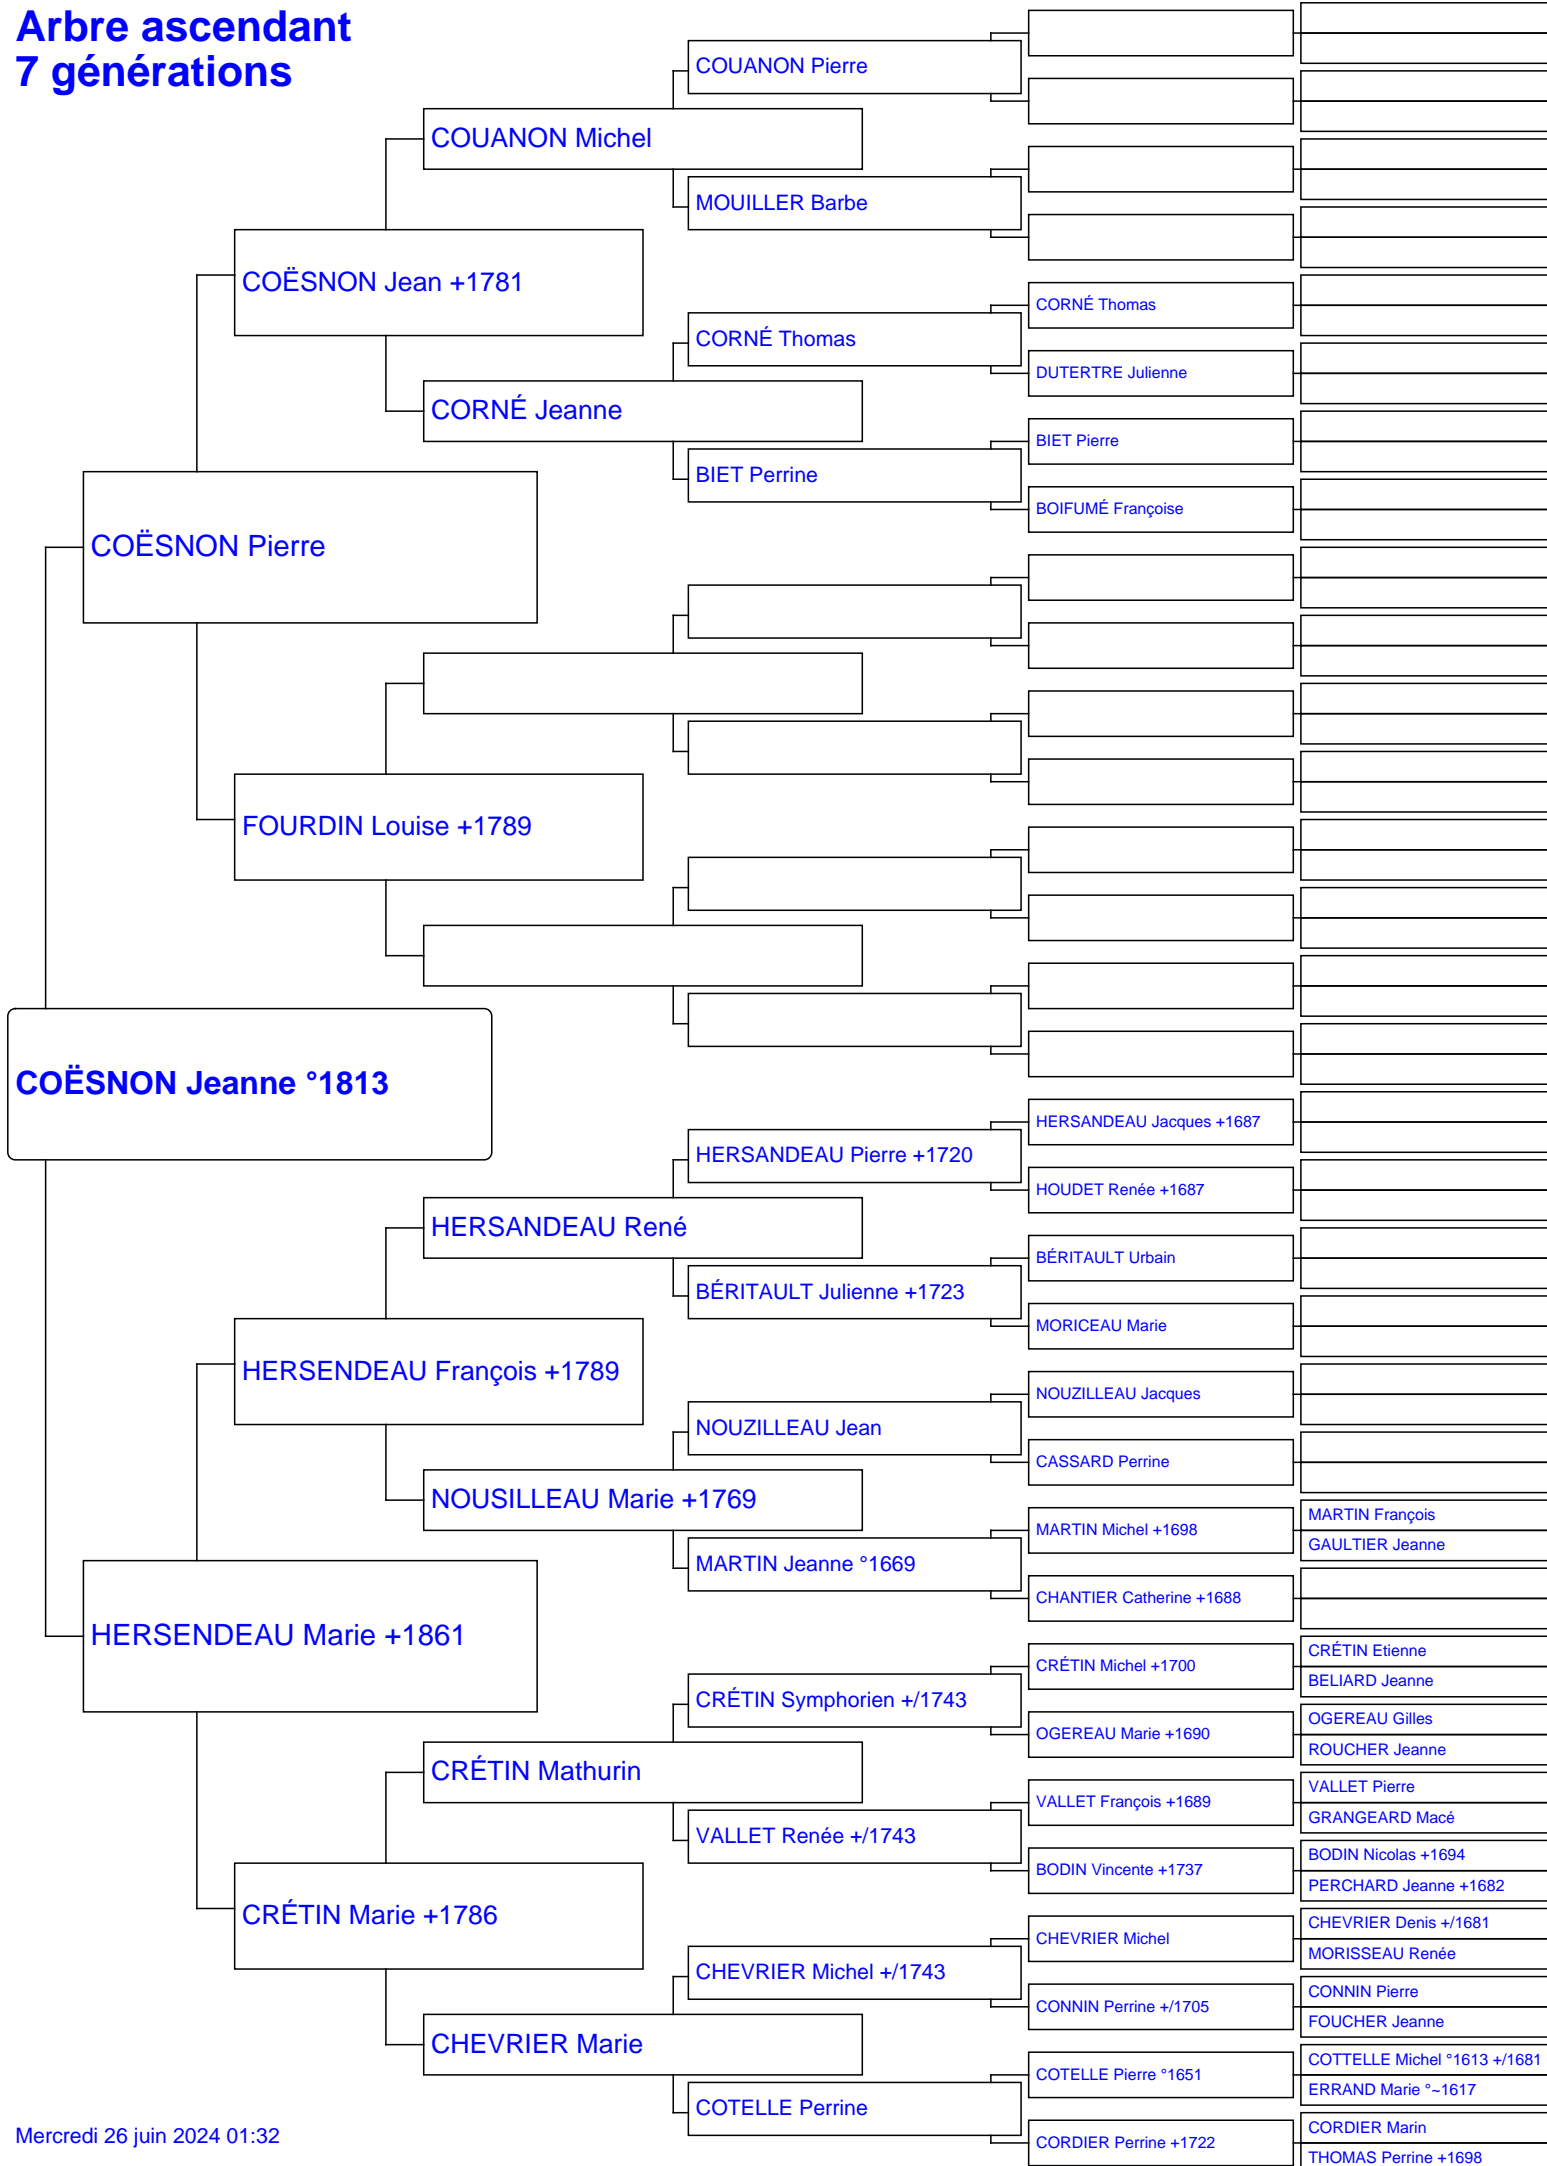 Arbre ascendant
7 générations
COUANON Pierre
COUANON Michel
MOUILLER Barbe
COËSNON Jean +1781
CORNÉ Thomas
CORNÉ Thomas
DUTERTRE Julienne
CORNÉ Jeanne
BIET Pierre
BIET Perrine
BOIFUMÉ Françoise
COËSNON Pierre
FOURDIN Louise +1789
COËSNON Jeanne °1813
HERSANDEAU Jacques +1687
HERSANDEAU Pierre +1720
HOUDET Renée +1687
HERSANDEAU René
BÉRITAULT Urbain
BÉRITAULT Julienne +1723
MORICEAU Marie
HERSENDEAU François +1789
NOUZILLEAU Jacques
NOUZILLEAU Jean
CASSARD Perrine
NOUSILLEAU Marie +1769
MARTIN François
MARTIN Michel +1698
GAULTIER Jeanne
MARTIN Jeanne °1669
CHANTIER Catherine +1688
HERSENDEAU Marie +1861
CRÉTIN Etienne
CRÉTIN Michel +1700
BELIARD Jeanne
CRÉTIN Symphorien +/1743
OGEREAU Gilles
OGEREAU Marie +1690
ROUCHER Jeanne
CRÉTIN Mathurin
VALLET Pierre
VALLET François +1689
GRANGEARD Macé
VALLET Renée +/1743
BODIN Nicolas +1694
BODIN Vincente +1737
PERCHARD Jeanne +1682
CRÉTIN Marie +1786
CHEVRIER Denis +/1681
CHEVRIER Michel
MORISSEAU Renée
CHEVRIER Michel +/1743
CONNIN Pierre
CONNIN Perrine +/1705
FOUCHER Jeanne
CHEVRIER Marie
COTTELLE Michel °1613 +/1681
COTELLE Pierre °1651
ERRAND Marie °~1617
COTELLE Perrine
CORDIER Marin
CORDIER Perrine +1722
THOMAS Perrine +1698
Mercredi 26 juin 2024 01:32